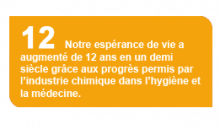 12 Notre espérance de vie a
augmenté de 12 ans en un demi
siècle grâce aux progrès permis par
l'industrie chimique dans l'hygiène et
la médecine.